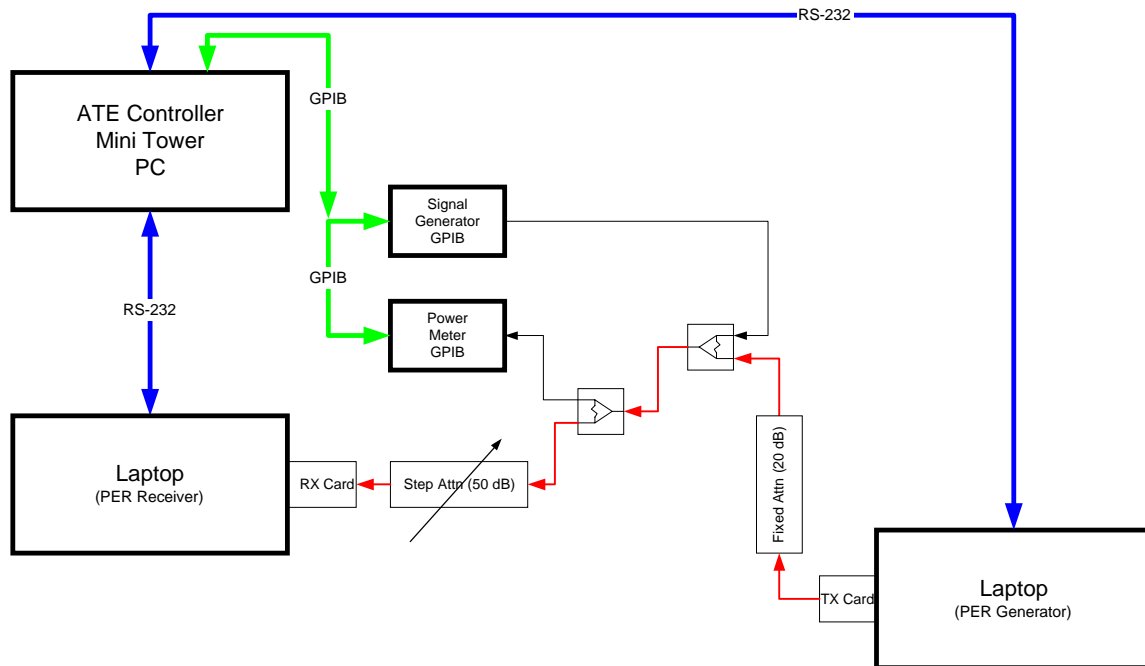 RS-232
ATE Controller
Mini Tower
PC
GPIB
Signal
Generator
GPIB
GPIB
RS-232
Power
Meter
GPIB
Laptop
(PER Receiver)
RX Card
Step Attn (50 dB)
Fixed Attn (20 dB)
TX Card
Laptop
(PER Generator)